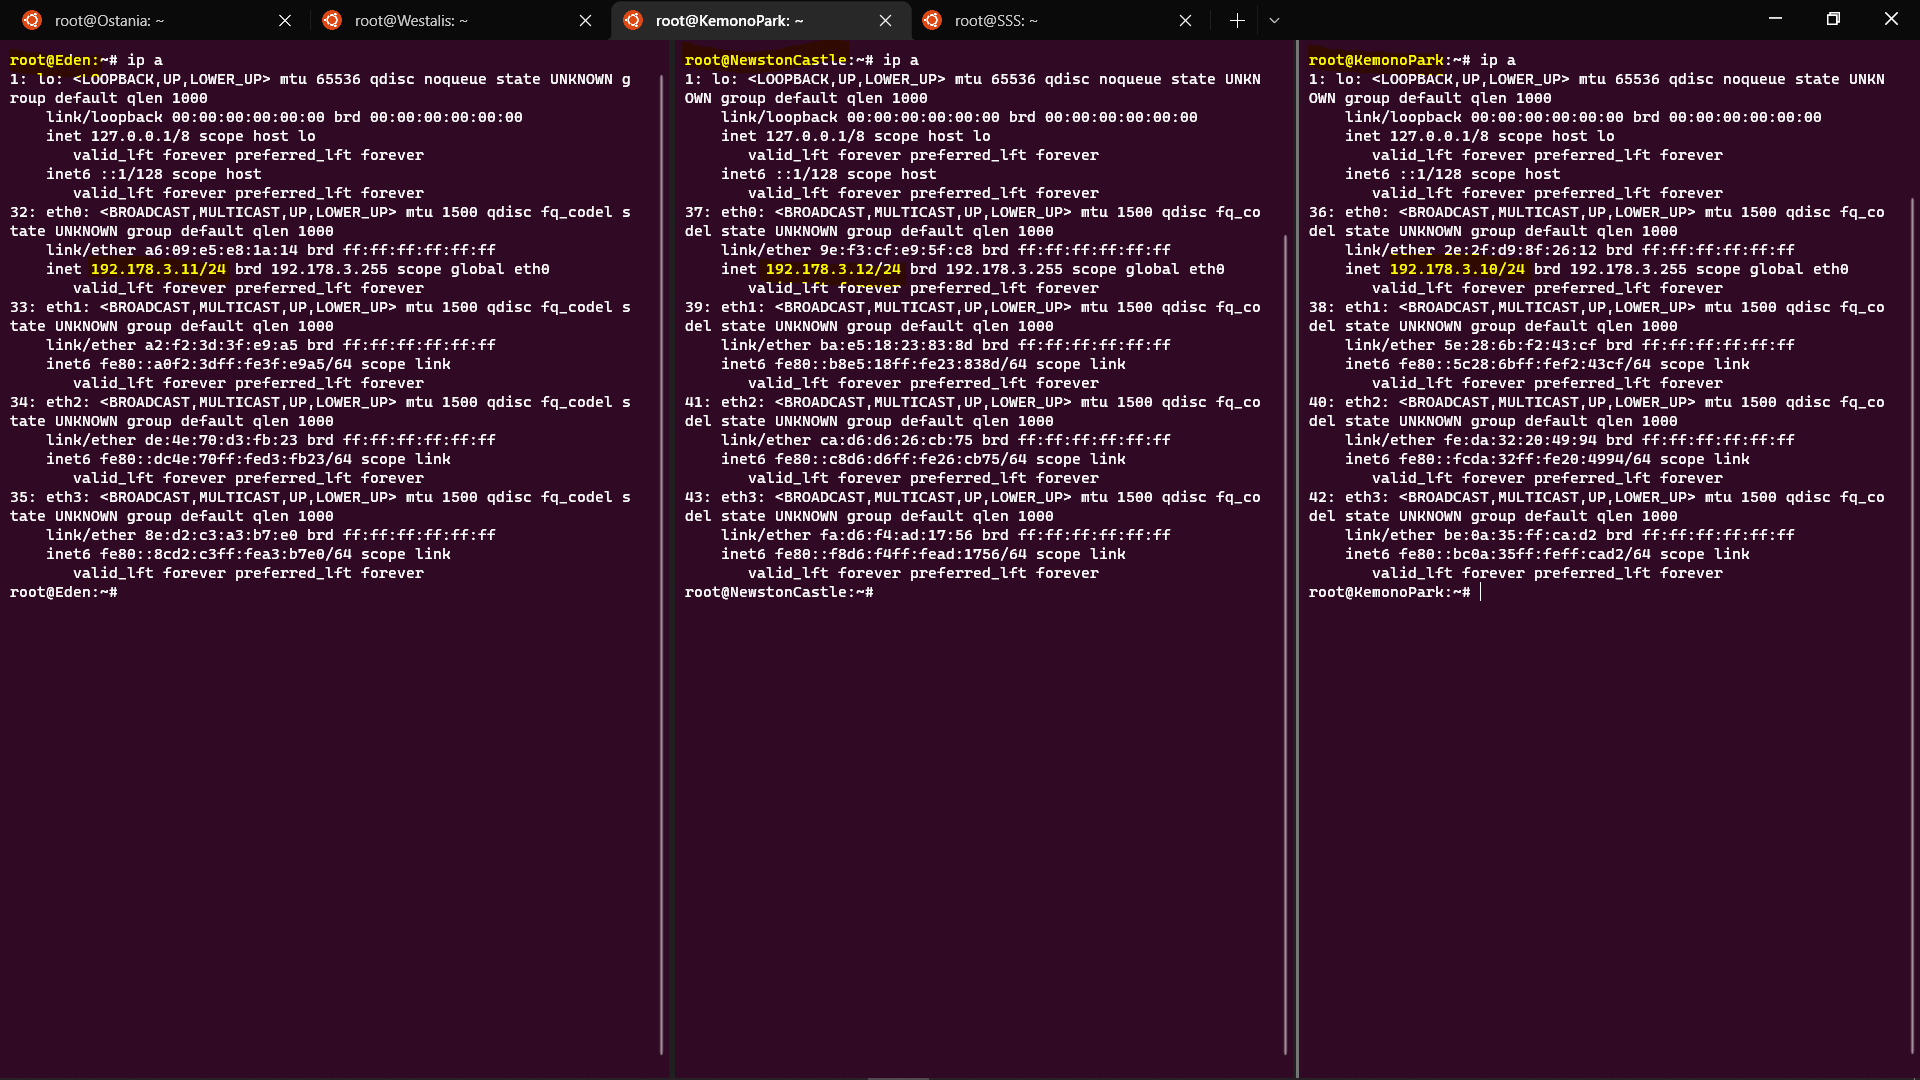 root@Ostania: ~
root@Westalis: ~
root@KemonoPark: ~
root@SSS: ~
root@Eden:~# ip a
1: lo: <LOOPBACK,UP,LOWER_UP> mtu 65536 qdisc noqueue state UNKNOWN g
roup default qlen 1000
    link/loopback 00:00:00:00:00:00 brd 00:00:00:00:00:00
    inet 127.0.0.1/8 scope host lo
       valid_lft forever preferred_lft forever
    inet6 ::1/128 scope host
       valid_lft forever preferred_lft forever
32: eth0: <BROADCAST,MULTICAST,UP,LOWER_UP> mtu 1500 qdisc fq_codel s
tate UNKNOWN group default qlen 1000
    link/ether a6:09:e5:e8:1a:14 brd ff:ff:ff:ff:ff:ff
    inet 192.178.3.11/24 brd 192.178.3.255 scope global eth0
       valid_lft forever preferred_lft forever
33: eth1: <BROADCAST,MULTICAST,UP,LOWER_UP> mtu 1500 qdisc fq_codel s
tate UNKNOWN group default qlen 1000
    link/ether a2:f2:3d:3f:e9:a5 brd ff:ff:ff:ff:ff:ff
    inet6 fe80::a0f2:3dff:fe3f:e9a5/64 scope link
       valid_lft forever preferred_lft forever
34: eth2: <BROADCAST,MULTICAST,UP,LOWER_UP> mtu 1500 qdisc fq_codel s
tate UNKNOWN group default qlen 1000
    link/ether de:4e:70:d3:fb:23 brd ff:ff:ff:ff:ff:ff
    inet6 fe80::dc4e:70ff:fed3:fb23/64 scope link
       valid_lft forever preferred_lft forever
35: eth3: <BROADCAST,MULTICAST,UP,LOWER_UP> mtu 1500 qdisc fq_codel s
tate UNKNOWN group default qlen 1000
    link/ether 8e:d2:c3:a3:b7:e0 brd ff:ff:ff:ff:ff:ff
    inet6 fe80::8cd2:c3ff:fea3:b7e0/64 scope link
       valid_lft forever preferred_lft forever
root@Eden:~#
root@NewstonCastle:~# ip a
1: lo: <LOOPBACK,UP,LOWER_UP> mtu 65536 qdisc noqueue state UNKN
OWN group default qlen 1000
    link/loopback 00:00:00:00:00:00 brd 00:00:00:00:00:00
    inet 127.0.0.1/8 scope host lo
       valid_lft forever preferred_lft forever
    inet6 ::1/128 scope host
       valid_lft forever preferred_lft forever
37: eth0: <BROADCAST,MULTICAST,UP,LOWER_UP> mtu 1500 qdisc fq_co
del state UNKNOWN group default qlen 1000
    link/ether 9e:f3:cf:e9:5f:c8 brd ff:ff:ff:ff:ff:ff
    inet 192.178.3.12/24 brd 192.178.3.255 scope global eth0
       valid_lft forever preferred_lft forever
39: eth1: <BROADCAST,MULTICAST,UP,LOWER_UP> mtu 1500 qdisc fq_co
del state UNKNOWN group default qlen 1000
    link/ether ba:e5:18:23:83:8d brd ff:ff:ff:ff:ff:ff
    inet6 fe80::b8e5:18ff:fe23:838d/64 scope link
       valid_lft forever preferred_lft forever
41: eth2: <BROADCAST,MULTICAST,UP,LOWER_UP> mtu 1500 qdisc fq_co
del state UNKNOWN group default qlen 1000
    link/ether ca:d6:d6:26:cb:75 brd ff:ff:ff:ff:ff:ff
    inet6 fe80::c8d6:d6ff:fe26:cb75/64 scope link
       valid_lft forever preferred_lft forever
43: eth3: <BROADCAST,MULTICAST,UP,LOWER_UP> mtu 1500 qdisc fq_co
del state UNKNOWN group default qlen 1000
    link/ether fa:d6:f4:ad:17:56 brd ff:ff:ff:ff:ff:ff
    inet6 fe80::f8d6:f4ff:fead:1756/64 scope link
       valid_lft forever preferred_lft forever
root@NewstonCastle:~#
root@KemonoPark:~# ip a
1: lo: <LOOPBACK,UP,LOWER_UP> mtu 65536 qdisc noqueue state UNKN
OWN group default qlen 1000
    link/loopback 00:00:00:00:00:00 brd 00:00:00:00:00:00
    inet 127.0.0.1/8 scope host lo
       valid_lft forever preferred_lft forever
    inet6 ::1/128 scope host
       valid_lft forever preferred_lft forever
36: eth0: <BROADCAST,MULTICAST,UP,LOWER_UP> mtu 1500 qdisc fq_co
del state UNKNOWN group default qlen 1000
    link/ether 2e:2f:d9:8f:26:12 brd ff:ff:ff:ff:ff:ff
    inet 192.178.3.10/24 brd 192.178.3.255 scope global eth0
       valid_lft forever preferred_lft forever
38: eth1: <BROADCAST,MULTICAST,UP,LOWER_UP> mtu 1500 qdisc fq_co
del state UNKNOWN group default qlen 1000
    link/ether 5e:28:6b:f2:43:cf brd ff:ff:ff:ff:ff:ff
    inet6 fe80::5c28:6bff:fef2:43cf/64 scope link
       valid_lft forever preferred_lft forever
40: eth2: <BROADCAST,MULTICAST,UP,LOWER_UP> mtu 1500 qdisc fq_co
del state UNKNOWN group default qlen 1000
    link/ether fe:da:32:20:49:94 brd ff:ff:ff:ff:ff:ff
    inet6 fe80::fcda:32ff:fe20:4994/64 scope link
       valid_lft forever preferred_lft forever
42: eth3: <BROADCAST,MULTICAST,UP,LOWER_UP> mtu 1500 qdisc fq_co
del state UNKNOWN group default qlen 1000
    link/ether be:0a:35:ff:ca:d2 brd ff:ff:ff:ff:ff:ff
    inet6 fe80::bc0a:35ff:feff:cad2/64 scope link
       valid_lft forever preferred_lft forever
root@KemonoPark:~#